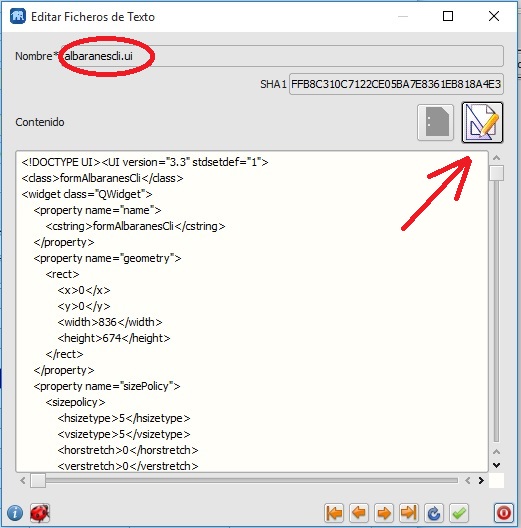 Editar Ficheros de Texto
Nombre* albaranescli.ui
SHA1 FFB8C310C7122CE05BA7E8361EB818A4E3
Contenido
<!DOCTYPE UI><UI version="3.3" stdsetdef="1">
<class>formAlbaranesCli</class>
<widget class="QWidget">
<property name="name">
<cstring>formAlbaranesCli</cstring>
</property>
<property name="geometry">
<rect>
<x>0</x>
<y>0</y>
<width>836</width>
<height>674</height>
</rect>
</property>
<property name="sizePolicy">
<sizepolicy>
<hsizetype>5</hsizetype>
<vsizetype>5</vsizetype>
<horstretch>0</horstretch>
<verstretch>0</verstretch>